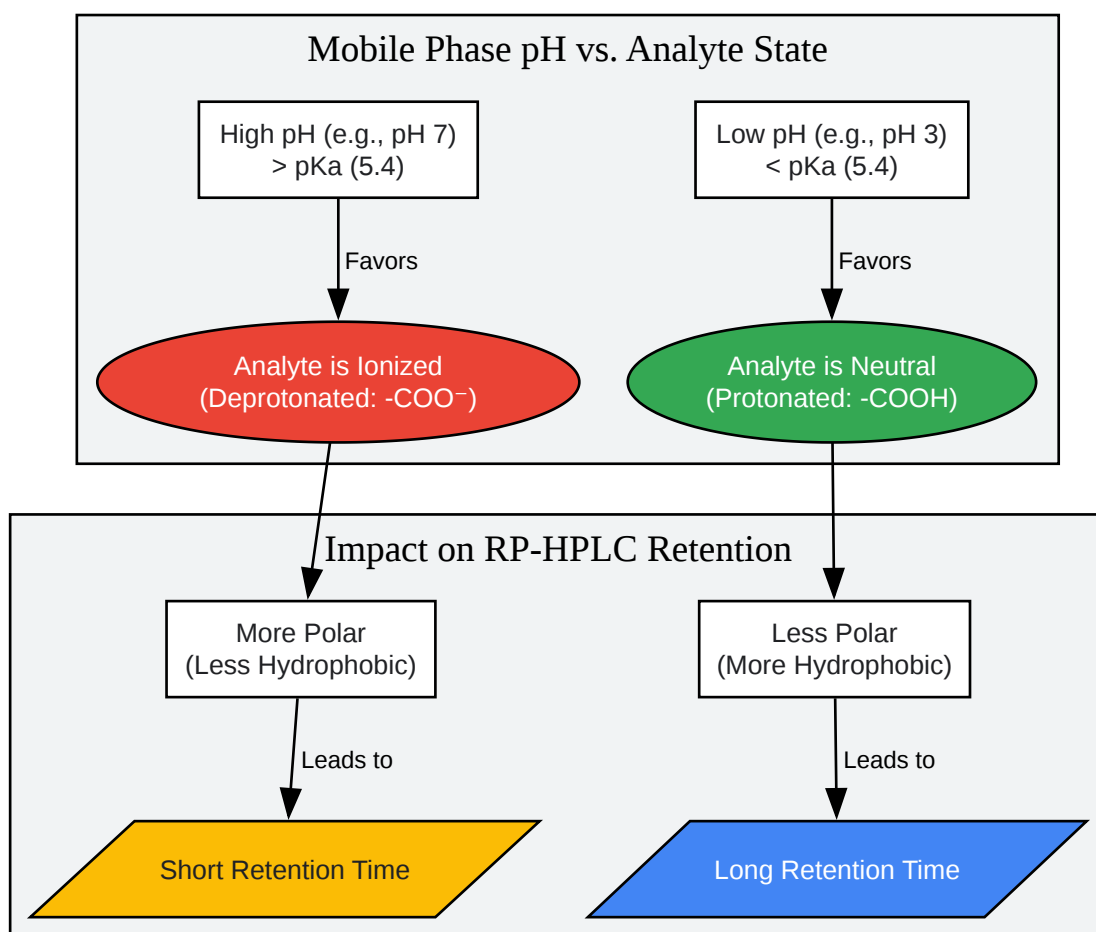 Mobile Phase pH vs. Analyte State
High pH (e.g., pH 7)
> pKa (5.4)
Low pH (e.g., pH 3)
< pKa (5.4)
Favors
Favors
Analyte is Ionized
(Deprotonated: -COO⁻)
Analyte is Neutral
(Protonated: -COOH)
Impact on RP-HPLC Retention
More Polar
(Less Hydrophobic)
Less Polar
(More Hydrophobic)
Leads to
Leads to
Short Retention Time
Long Retention Time